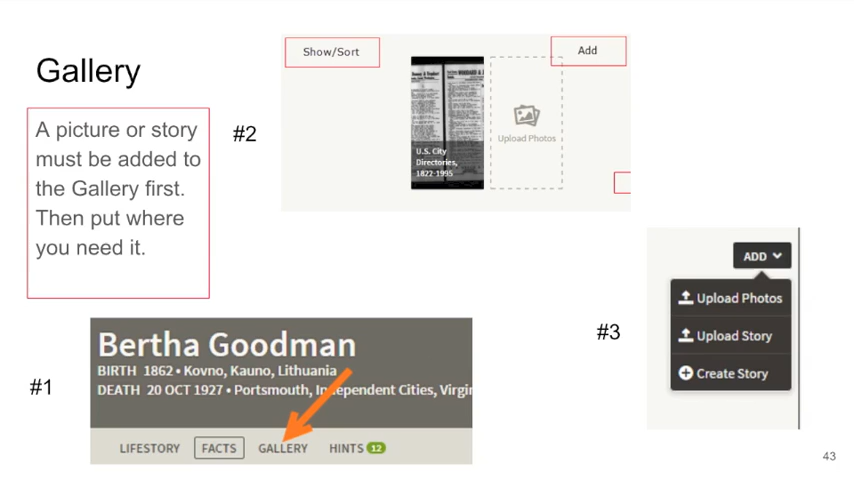 Gallery
A picture or story
must be added to
the Gallery first.
Then put where
you need it.
#2
Show/Sort
Add
U.S. City
Directories,
1822-1995
Upload Photos
#1
Bertha Goodman
BIRTH 1862 • Kovno, Kauno, Lithuania
DEATH 20 OCT 1927 • Portsmouth, Independent Cities, Virgin
LIFESTORY FACTS GALLERY HINTS 12
#3
ADD
Upload Photos
Upload Story
Create Story
43